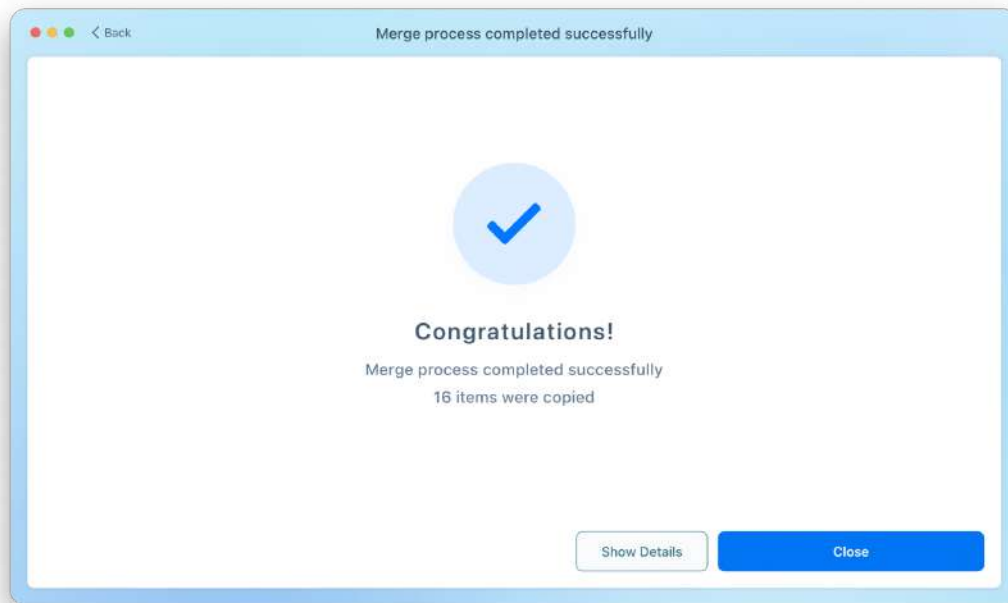 Back
Merge process completed successfully
Congratulations!
Merge process completed successfully
16 items were copied
Show Details
Close